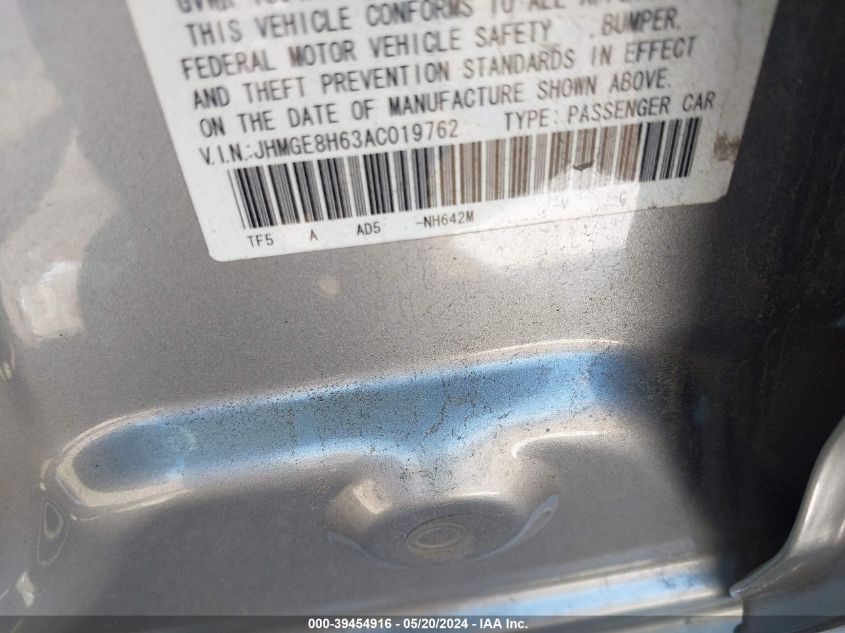 THIS VEHICLE CONFORMS TO ALL
FEDERAL MOTOR VEHICLE SAFETY , BUMPER,
AND THEFT PREVENTION STANDARDS IN EFFECT
ON THE DATE OF MANUFACTURE SHOWN ABOVE.
V.I.N.:JHMGE8H63AC019762 TYPE: PASSENGER CAR
TF5 A AD5 -NH642M C
000-39454916 — 05/20/2024 — IAA Inc.